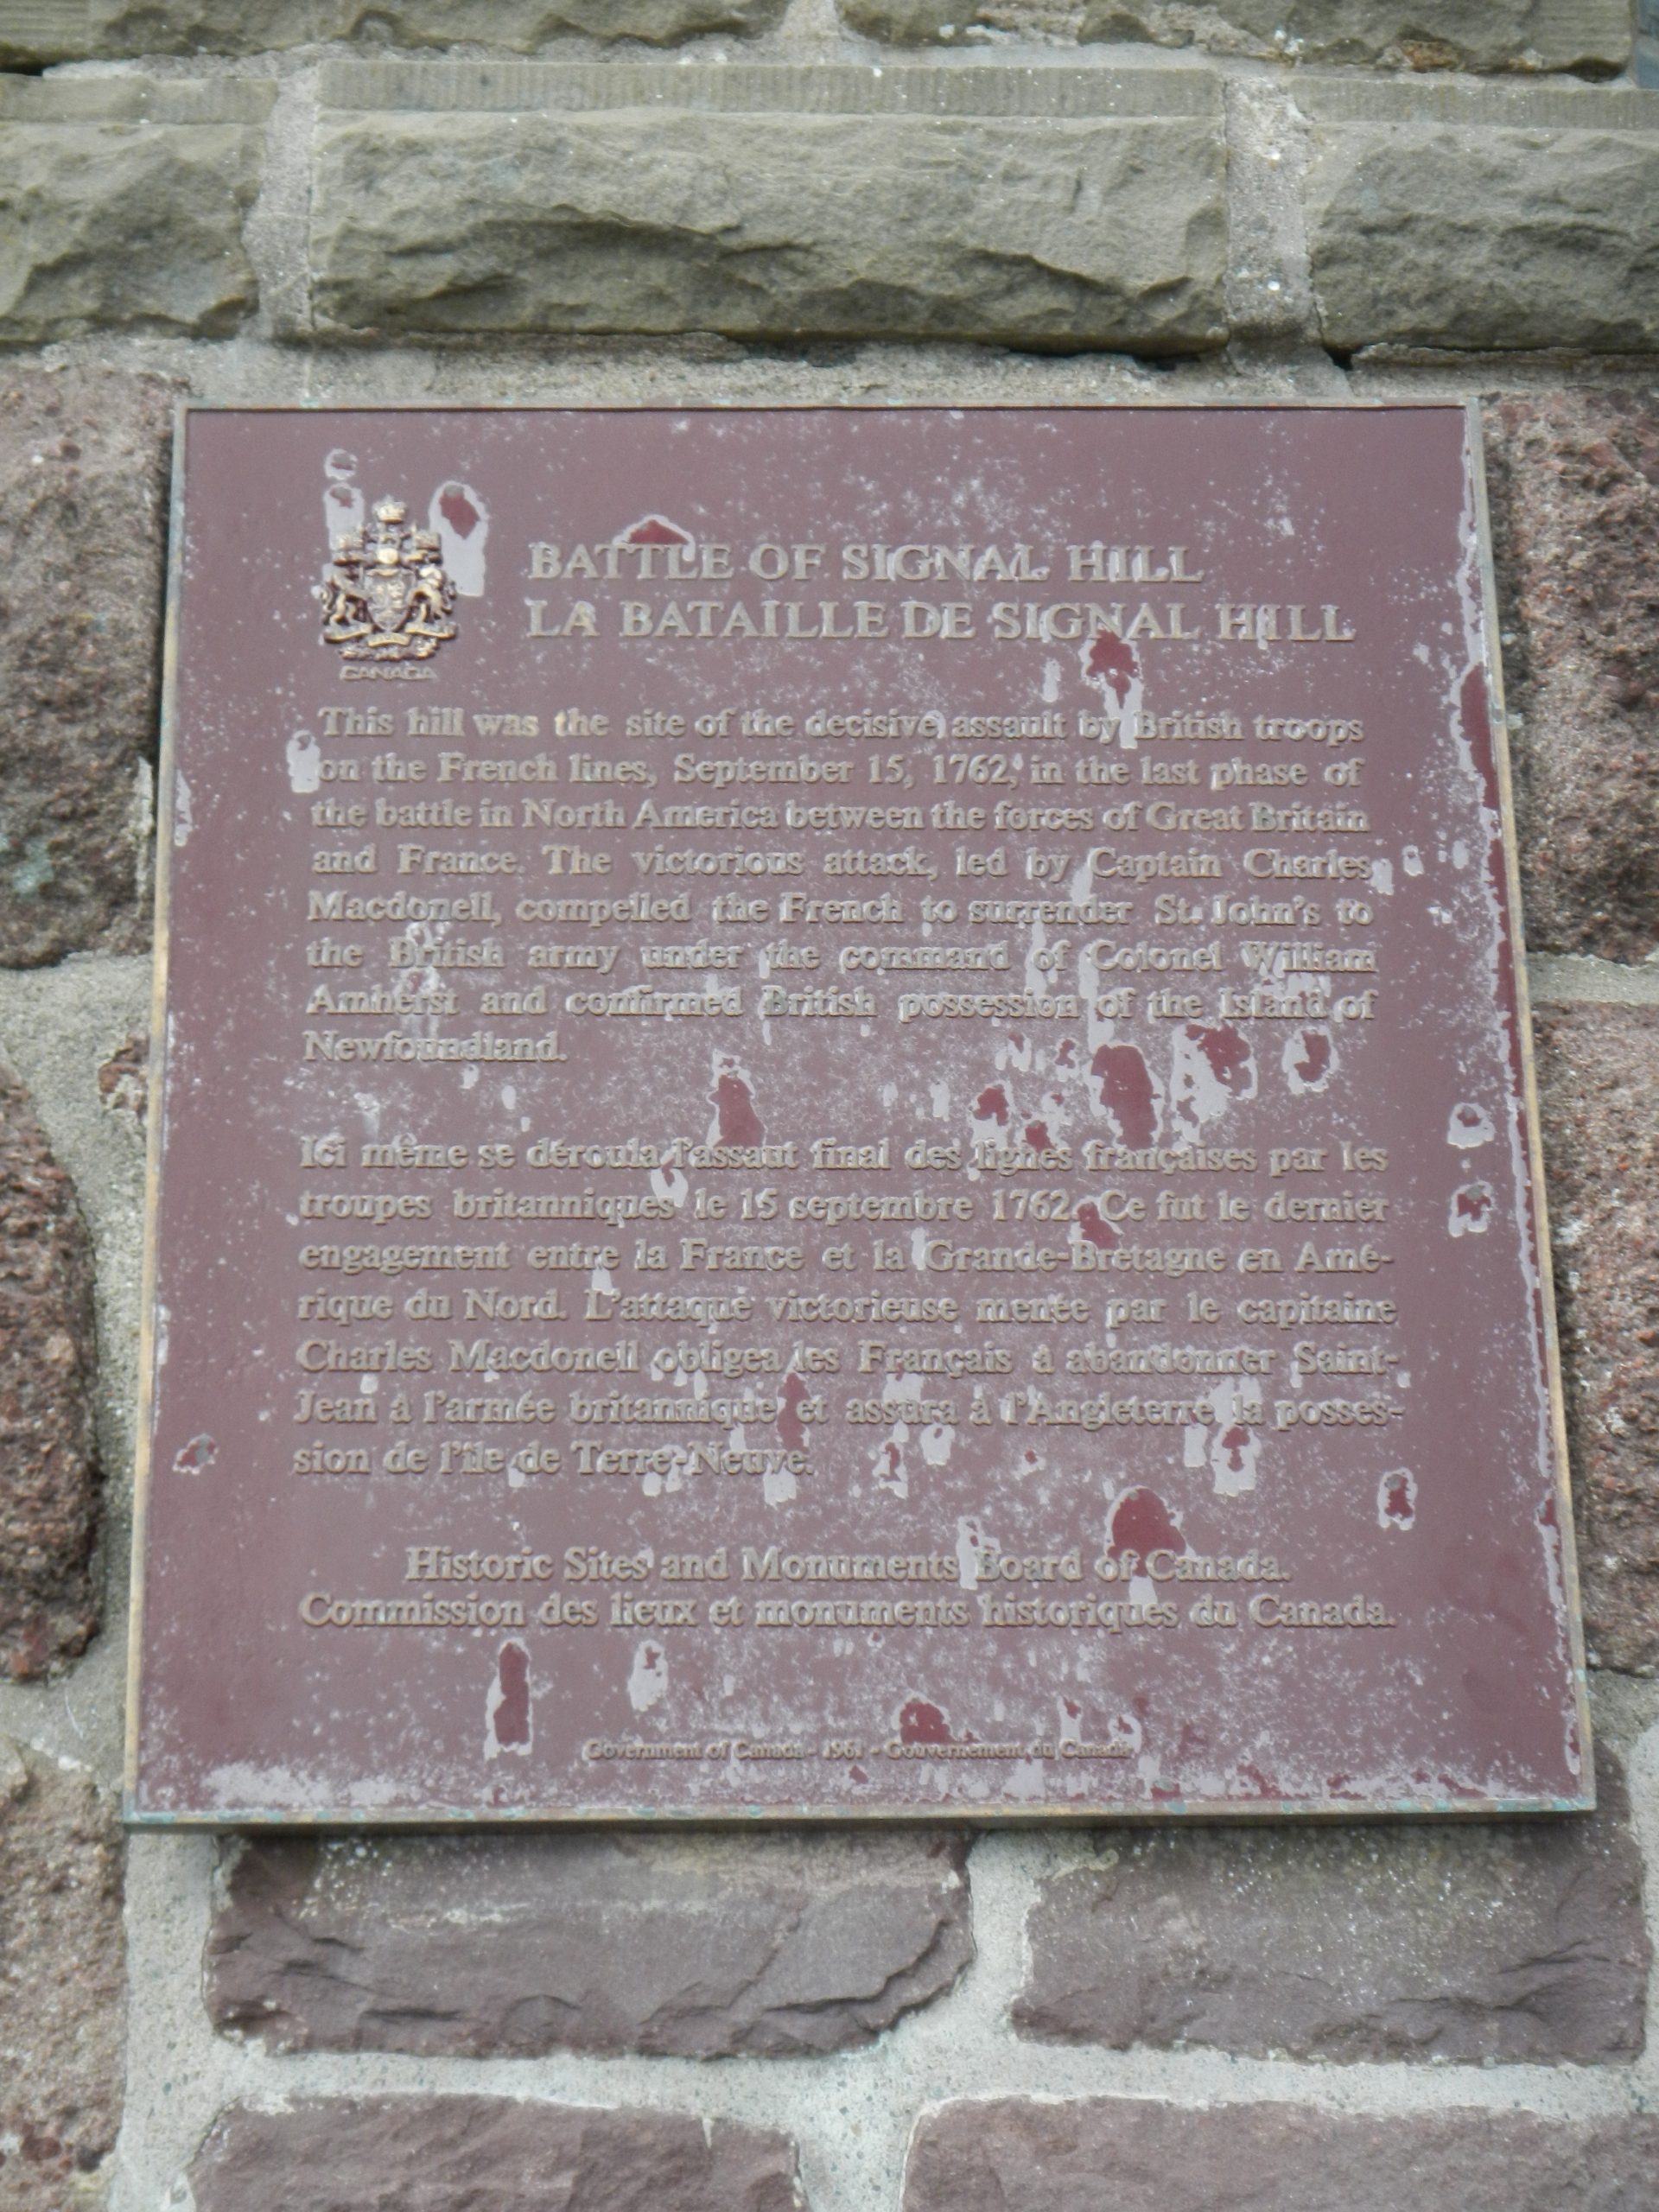 BATTLE OF SIGNAL HILL
LA BATAILLE DE SIGNAL HILL
CANADA
This hill was the site of the decisive assault by British troops
on the French lines, September 15, 1762, in the last phase of
the battle in North America between the forces of Great Britain
and France. The victorious attack, led by Captain Charles
Macdonell, compelled the French to surrender St. John's to
the British army under the command of Colonel William
Amherst and confirmed British possession of the Island of
Newfoundland.
Ici même se déroula l'assaut final des lignes françaises par les
troupes britanniques le 15 septembre 1762. Ce fut le dernier
engagement entre la France et la Grande-Bretagne en Amé-
rique du Nord. L'attaque victorieuse menée par le capitaine
Charles Macdonell obligea les Français à abandonner Saint-
Jean à l'armée britannique et assura à l'Angleterre la posses-
sion de l'île de Terre-Neuve.
Historic Sites and Monuments Board of Canada.
Commission des lieux et monuments historiques du Canada.
Government of Canada - 1961 - Gouvernement du Canada